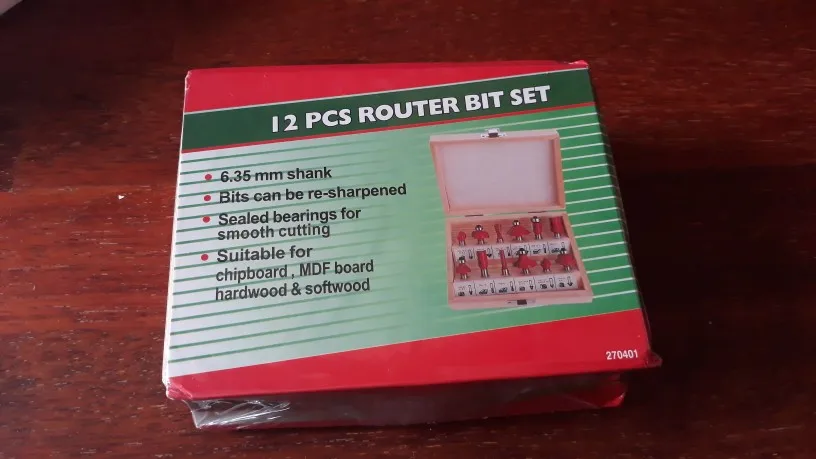 12 PCS ROUTER BIT SET
• 6.35 mm shank
• Bits can be re-sharpened
• Sealed bearings for
smooth cutting
• Suitable for
chipboard , MDF board
hardwood & softwood
270401